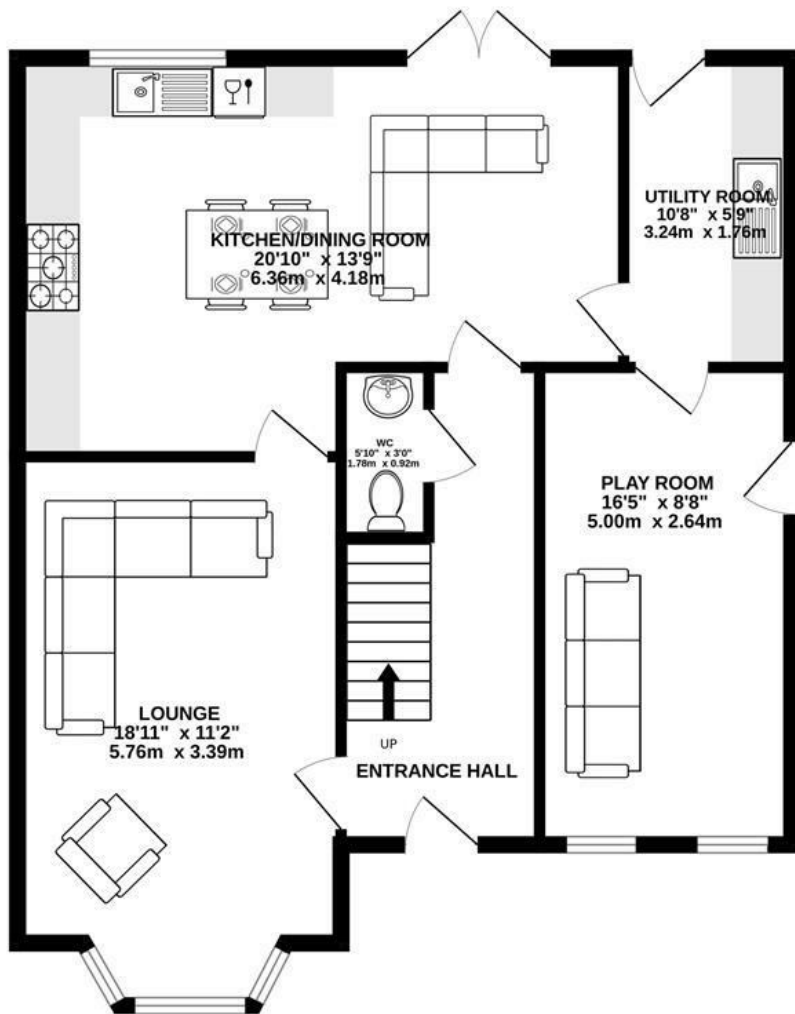 KITCHEN/DINING ROOM
20'10" x 13'9"
6.36m x 4.18m
UTILITY ROOM
10'8" x 5'9"
3.24m x 1.76m
WC
5'10" x 3'0"
1.78m x 0.92m
PLAY ROOM
16'5" x 8'8"
5.00m x 2.64m
LOUNGE
18'11" x 11'2"
5.76m x 3.39m
UP
ENTRANCE HALL